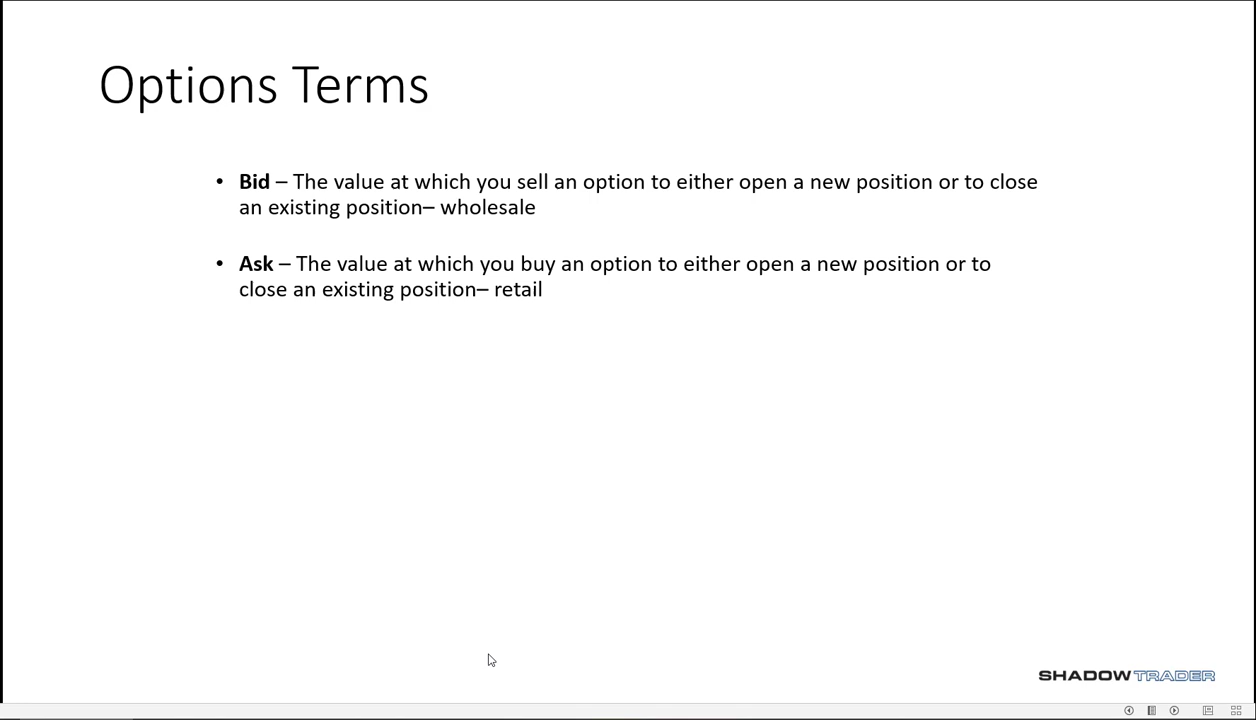 Options Terms
• Bid – The value at which you sell an option to either open a new position or to close
an existing position– wholesale
• Ask – The value at which you buy an option to either open a new position or to
close an existing position– retail
SHADOWTRADER